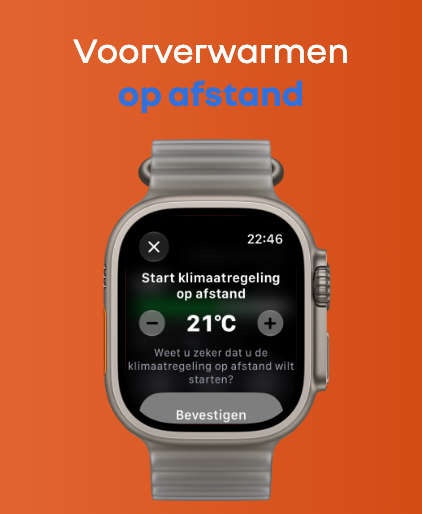 Voorverwarmen
op afstand
22:46
Start klimaatregeling
op afstand
21°C
Weet u zeker dat u de
klimaatregeling op afstand wilt
starten?
Bevestigen